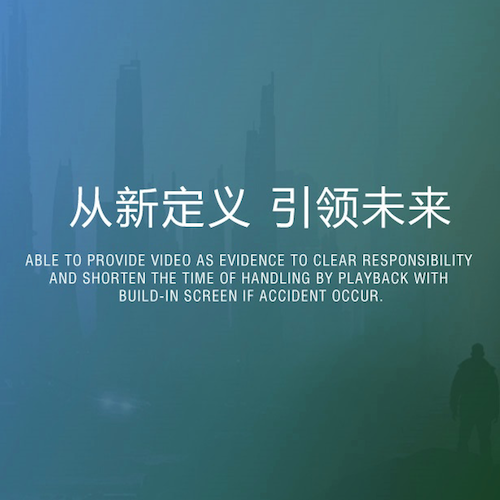 从新定义 引领未来
ABLE TO PROVIDE VIDEO AS EVIDENCE TO CLEAR RESPONSIBILITY
AND SHORTEN THE TIME OF HANDLING BY PLAYBACK WITH
BUILD-IN SCREEN IF ACCIDENT OCCUR.